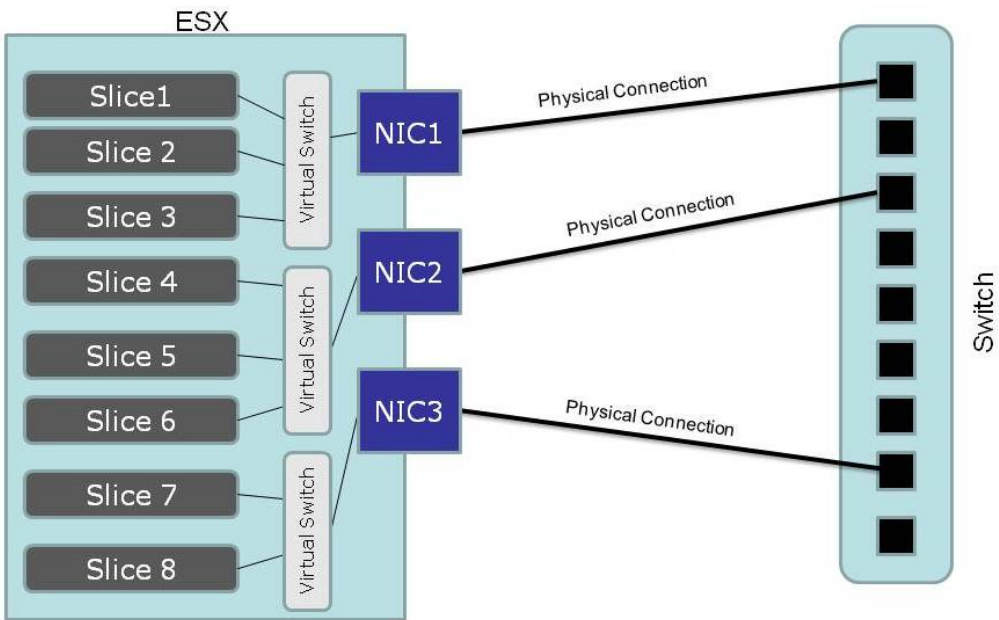 ESX
Slice1
Slice 2
Slice 3
Slice 4
Slice 5
Slice 6
Slice 7
Slice 8
Virtual Switch
Virtual Switch
Virtual Switch
NIC1
NIC2
NIC3
Physical Connection
Physical Connection
Physical Connection
Switch